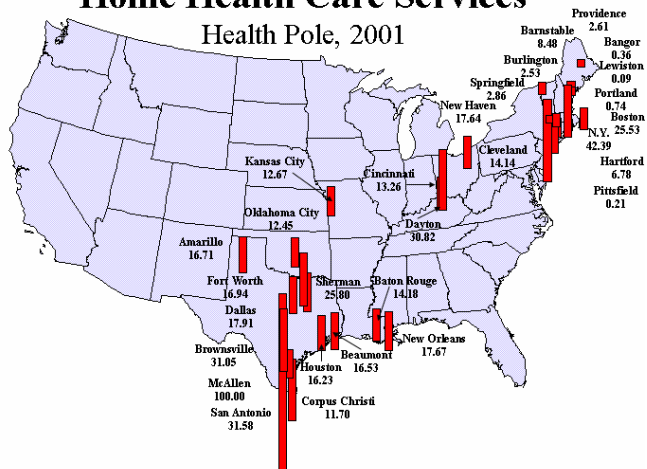 Home Health Care Services
Health Pole, 2001
Providence
2.61
Barnstable
8.48
Bangor
0.36
Burlington
2.53
Lewiston
0.09
Springfield
2.86
Portland
0.74
New Haven
17.64
Boston
25.53
N.Y.
42.39
Cleveland
14.14
Hartford
6.78
Pittsfield
0.21
Kansas City
12.67
Cincinnati
13.26
Oklahoma City
12.45
Dayton
30.82
Amarillo
16.71
Fort Worth
16.94
Sherman
25.80
Baton Rouge
14.18
Dallas
17.91
New Orleans
17.67
Brownsville
31.05
Beaumont
16.53
Houston
16.23
McAllen
100.00
Corpus Christi
11.70
San Antonio
31.58